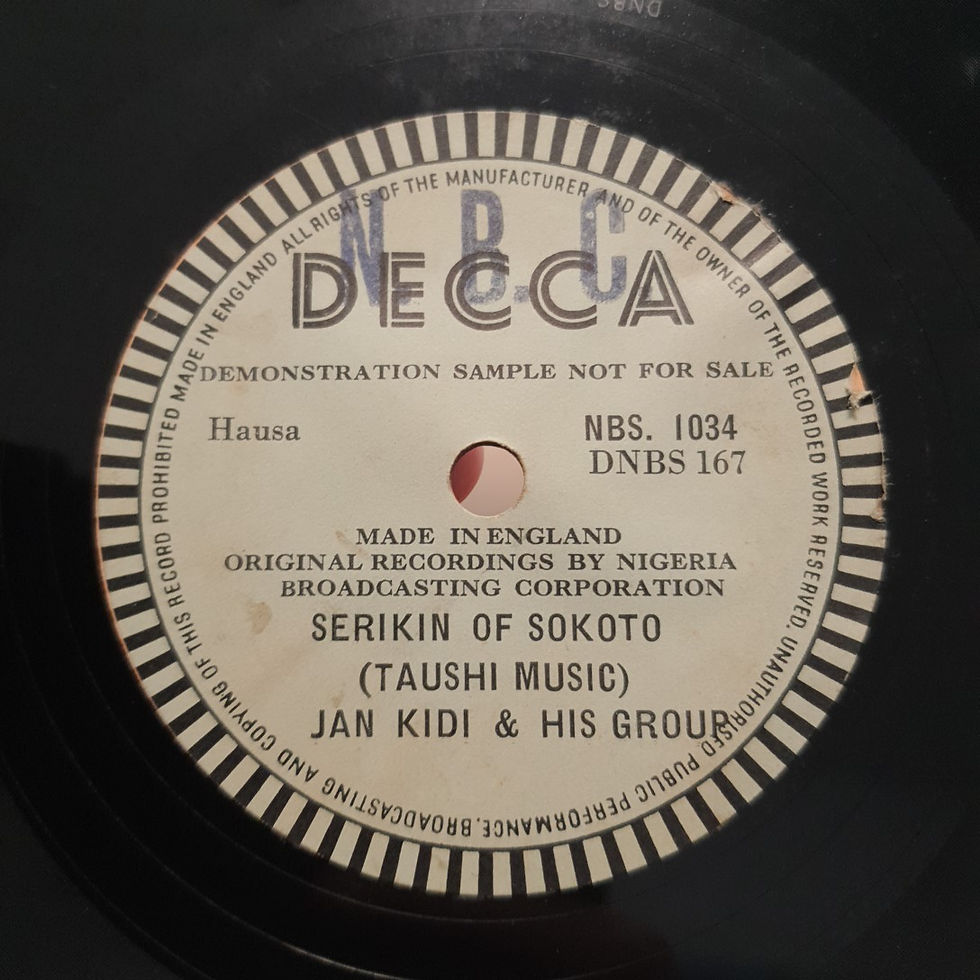 DNBS
N. B. C
DECCA
DEMONSTRATION SAMPLE NOT FOR SALE
Hausa
NBS. 1034
DNBS 167
MADE IN ENGLAND
ORIGINAL RECORDINGS BY NIGERIA
BROADCASTING CORPORATION
SERIKIN OF SOKOTO
(TAUSHI MUSIC)
JAN KIDI & HIS GROUP
MADE IN ENGLAND ALL RIGHTS OF THE MANUFACTURER AND OF THE OWNER OF THE RECORDED WORK RESERVED. UNAUTHORISED PUBLIC PERFORMANCE. BROADCASTING AND COPYING OF THIS RECORD PROHIBITED